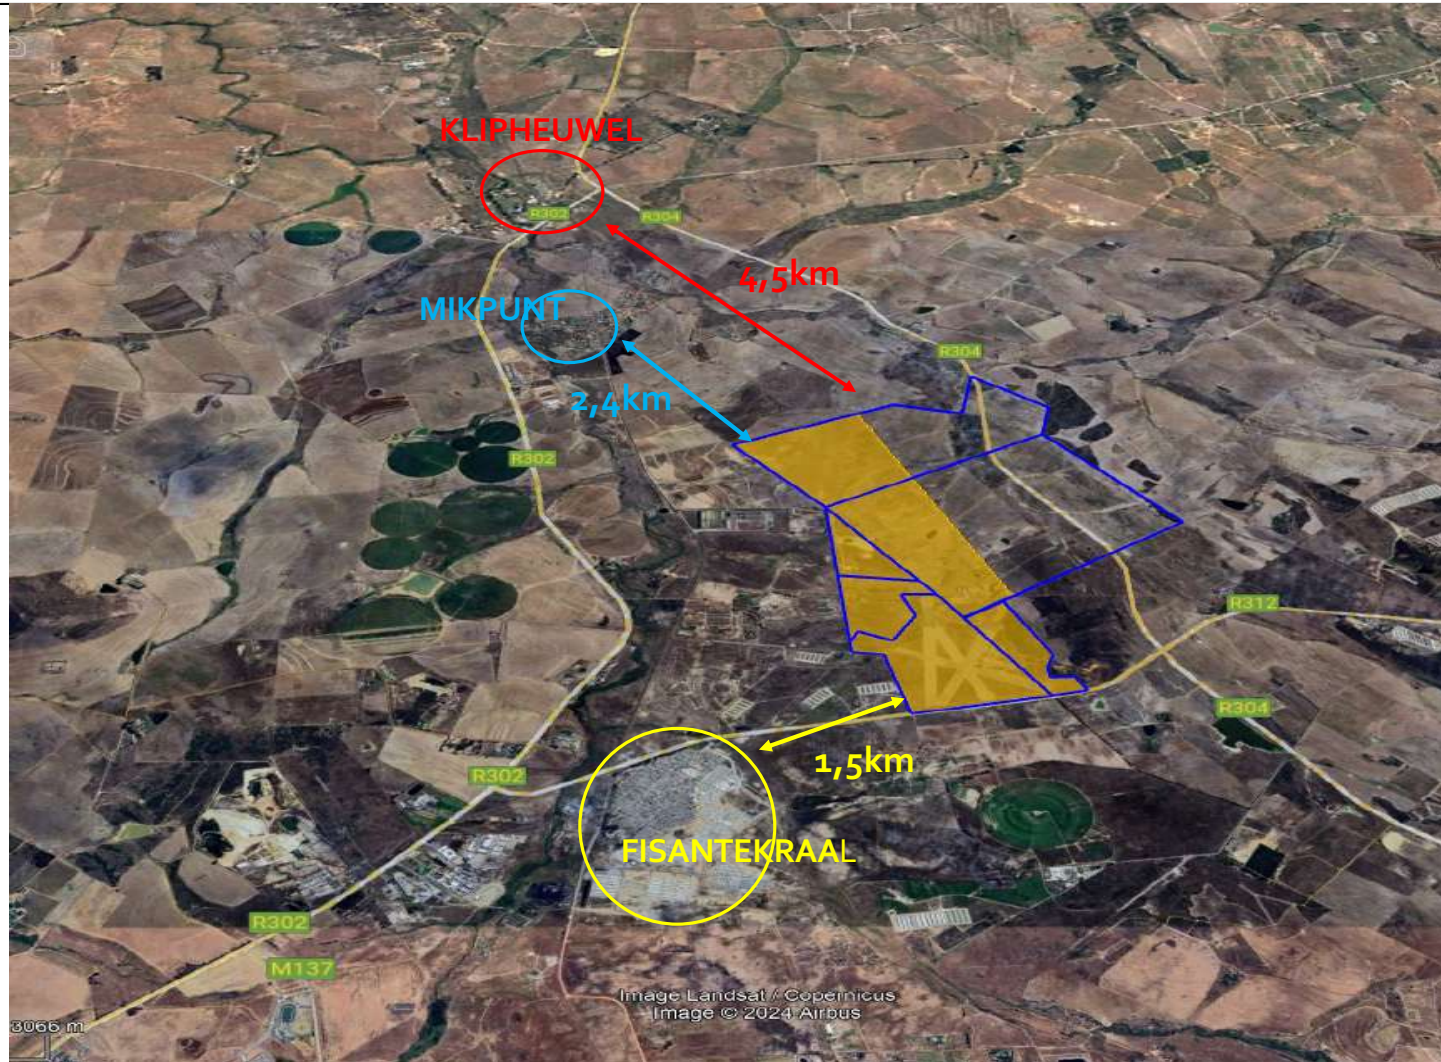 KLIPHEUWEL
R302
R304
4,5km
MIKPUNT
R304
2,4km
R302
R312
R304
1,5km
R302
FISANTEKRAAL
R302
M137
Image Landsat / Copernicus
Image © 2024 Airbus
3066 m